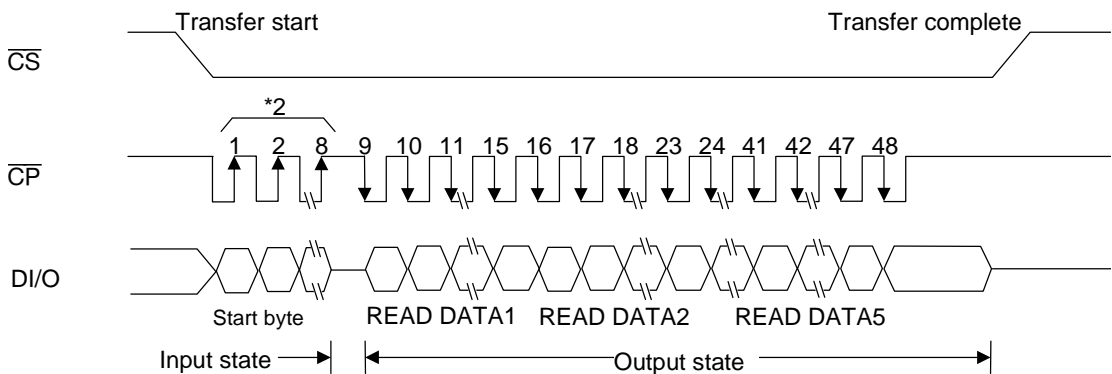 Transfer start Transfer complete
CS
*2
1 2 8 9 10 11 15 16 17 18 23 24 41 42 47 48
CP
DI/O
Start byte READ DATA1 READ DATA2 READ DATA5
Input state Output state